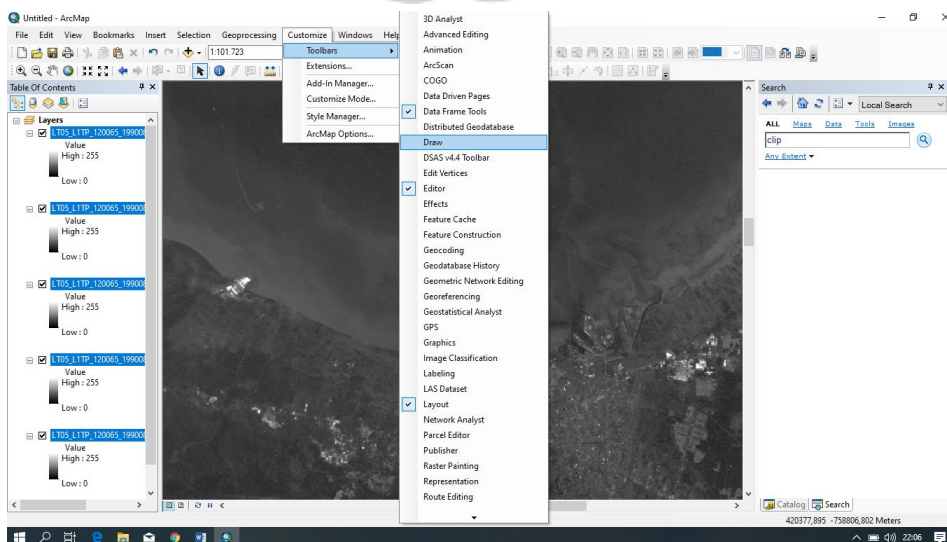 Untitled - ArcMap
File Edit View Bookmarks Insert Selection Geoprocessing Customize Windows Help
1:101.723
Toolbars
Extensions...
Add-In Manager...
Customize Mode...
Style Manager...
ArcMap Options...
3D Analyst
Advanced Editing
Animation
ArcScan
COGO
Data Driven Pages
Data Frame Tools
Distributed Geodatabase
Draw
DSAS v4.4 Toolbar
Edit Vertices
Editor
Effects
Feature Cache
Feature Construction
Geocoding
Geodatabase History
Geometric Network Editing
Georeferencing
Geostatistical Analyst
GPS
Graphics
Image Classification
Labeling
LAS Dataset
Layout
Network Analyst
Parcel Editor
Publisher
Raster Painting
Representation
Route Editing
Table Of Contents
Layers
LT05_L1TP_120065_19900
Value
High : 255
Low : 0
LT05_L1TP_120065_19900
Value
High : 255
Low : 0
LT05_L1TP_120065_19900
Value
High : 255
Low : 0
LT05_L1TP_120065_19900
Value
High : 255
Low : 0
LT05_L1TP_120065_19900
Value
High : 255
Low : 0
Search
Local Search
ALL Maps Data Tools Images
clip
Any Extent
Catalog Search
420377,895 -758806,802 Meters
22:06